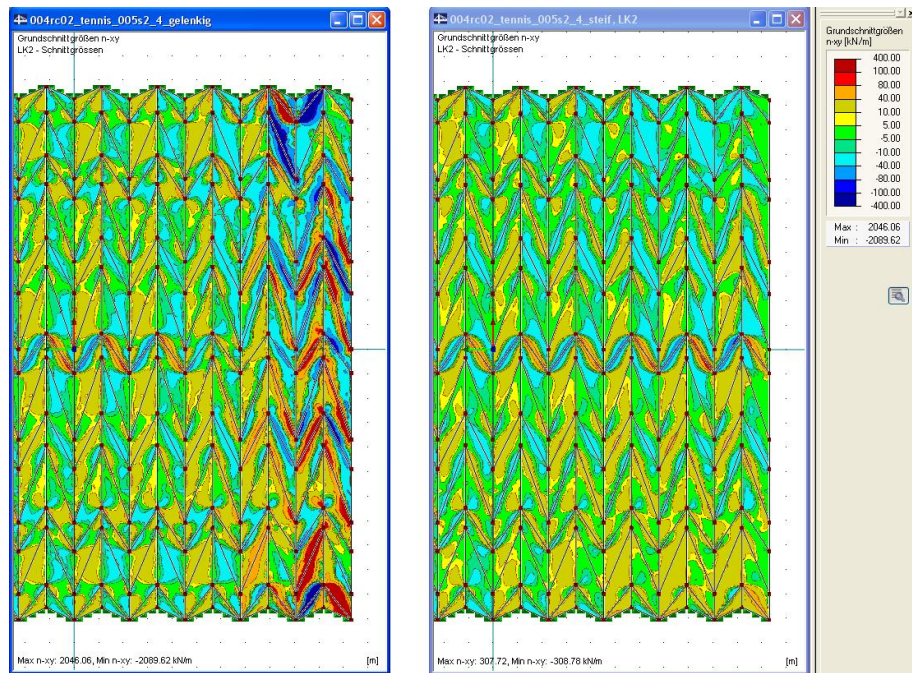 004rc02_tennis_005s2_4_gelenkig
Grundschnittgrößen n-xy
LK2 - Schnittgrössen
Max n-xy: 2046.06, Min n-xy: -2089.62 kN/m
[m]
004rc02_tennis_005s2_4_steif, LK2
Grundschnittgrößen n-xy
LK2 - Schnittgrössen
Max n-xy: 307.72, Min n-xy: -308.78 kN/m
[m]
Grundschnittgrößen
n-xy [kN/m]
400.00
100.00
80.00
40.00
10.00
5.00
-5.00
-10.00
-40.00
-80.00
-100.00
-400.00
Max : 2046.06
Min : -2089.62